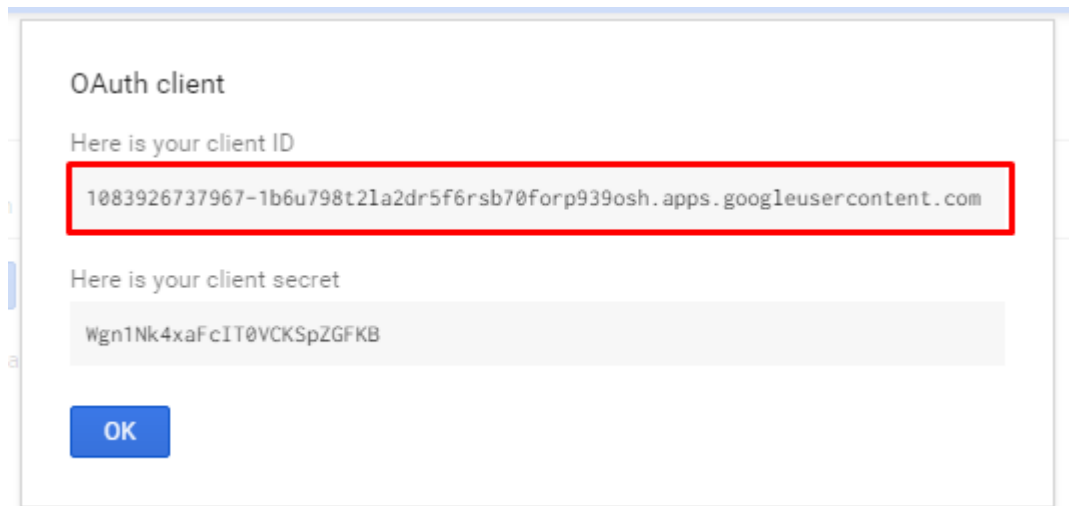 OAuth client
Here is your client ID
1083926737967-1b6u798t2la2dr5f6rsb70forp939osh.apps.googleusercontent.com
Here is your client secret
Wgn1Nk4xaFcIT0VCKSpZGFKB
OK